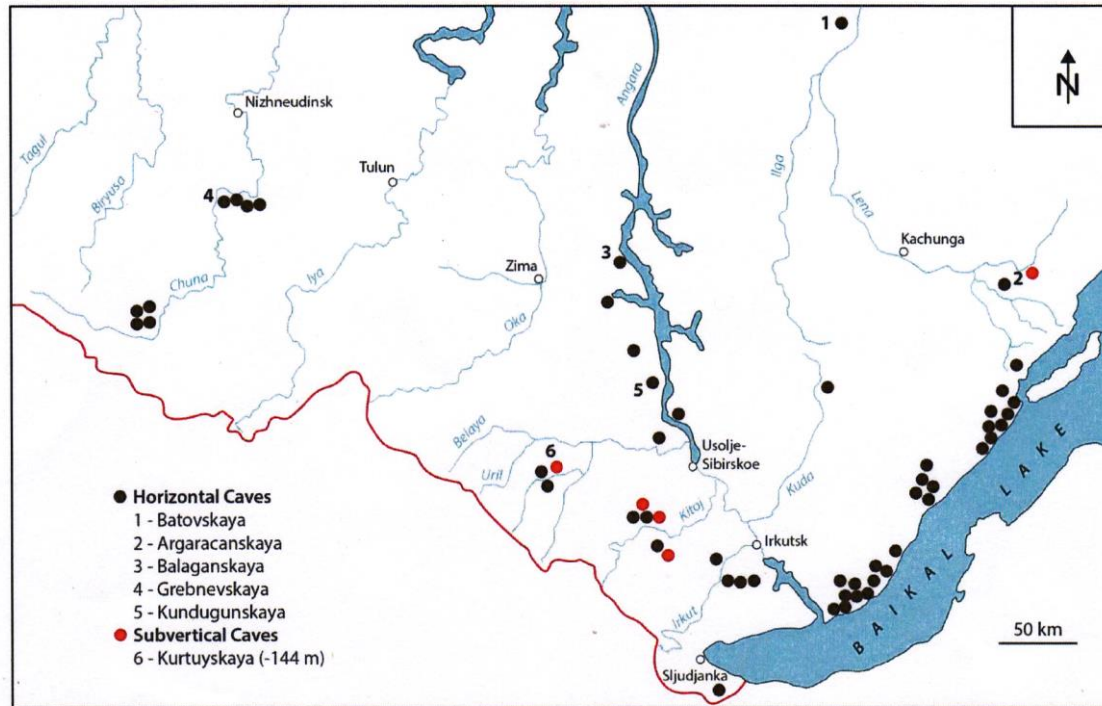 1
N
Nizhneudinsk
Angara
Tagul
Biryusa
Tulun
Ilga
4
Lena
Kachunga
3
Zima
2
Chuna
Iya
Oka
5
Belaya
6
Usolje-
Sibirskoe
Uril
Kitoj
Kuda
Irkutsk
Irkut
BAIKAL LAKE
Sljudjanka
50 km
Horizontal Caves
1 - Batovskaya
2 - Argaracanskaya
3 - Balaganskaya
4 - Grebnevskaya
5 - Kundugunskaya
Subvertical Caves
6 - Kurtuyskaya (-144 m)